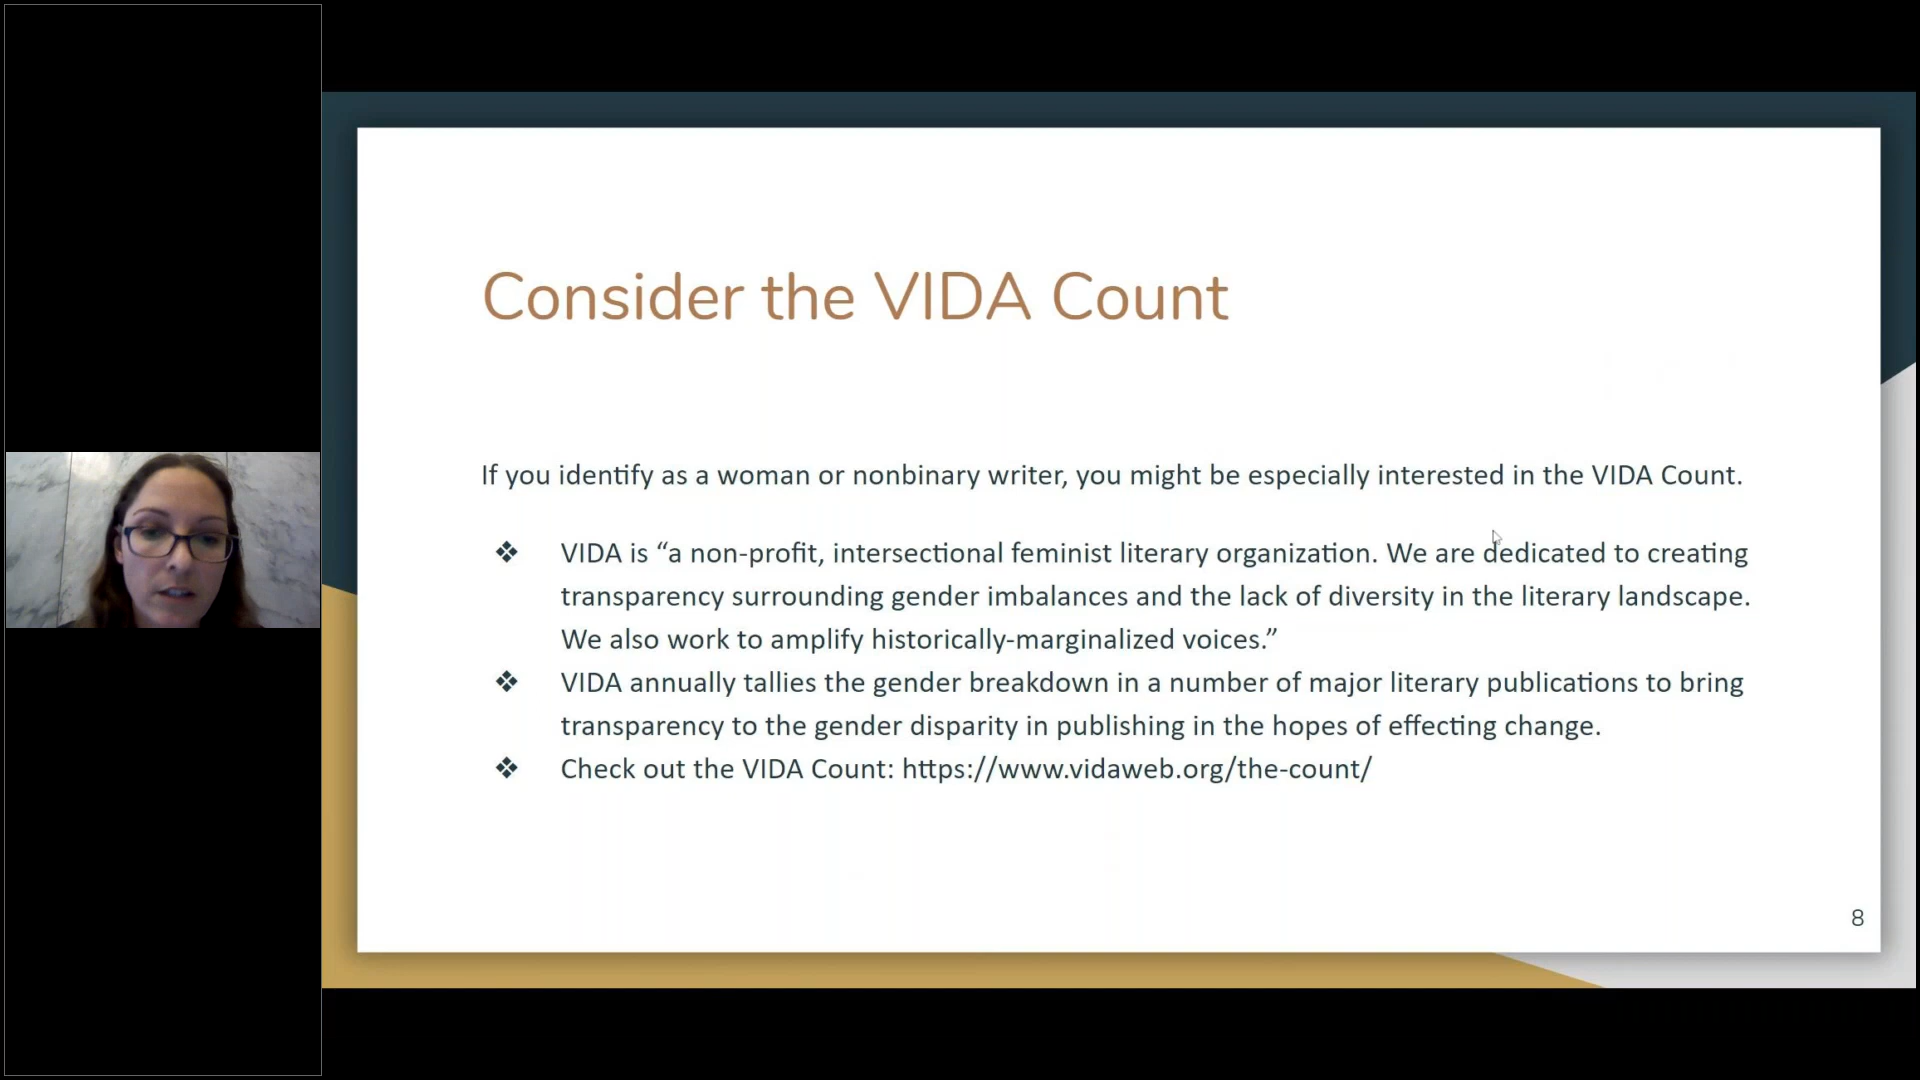 Consider the VIDA Count
If you identify as a woman or nonbinary writer, you might be especially interested in the VIDA Count.
❖ VIDA is “a non-profit, intersectional feminist literary organization. We are dedicated to creating
transparency surrounding gender imbalances and the lack of diversity in the literary landscape.
We also work to amplify historically-marginalized voices.”
❖ VIDA annually tallies the gender breakdown in a number of major literary publications to bring
transparency to the gender disparity in publishing in the hopes of effecting change.
❖ Check out the VIDA Count: https://www.vidaweb.org/the-count/
8